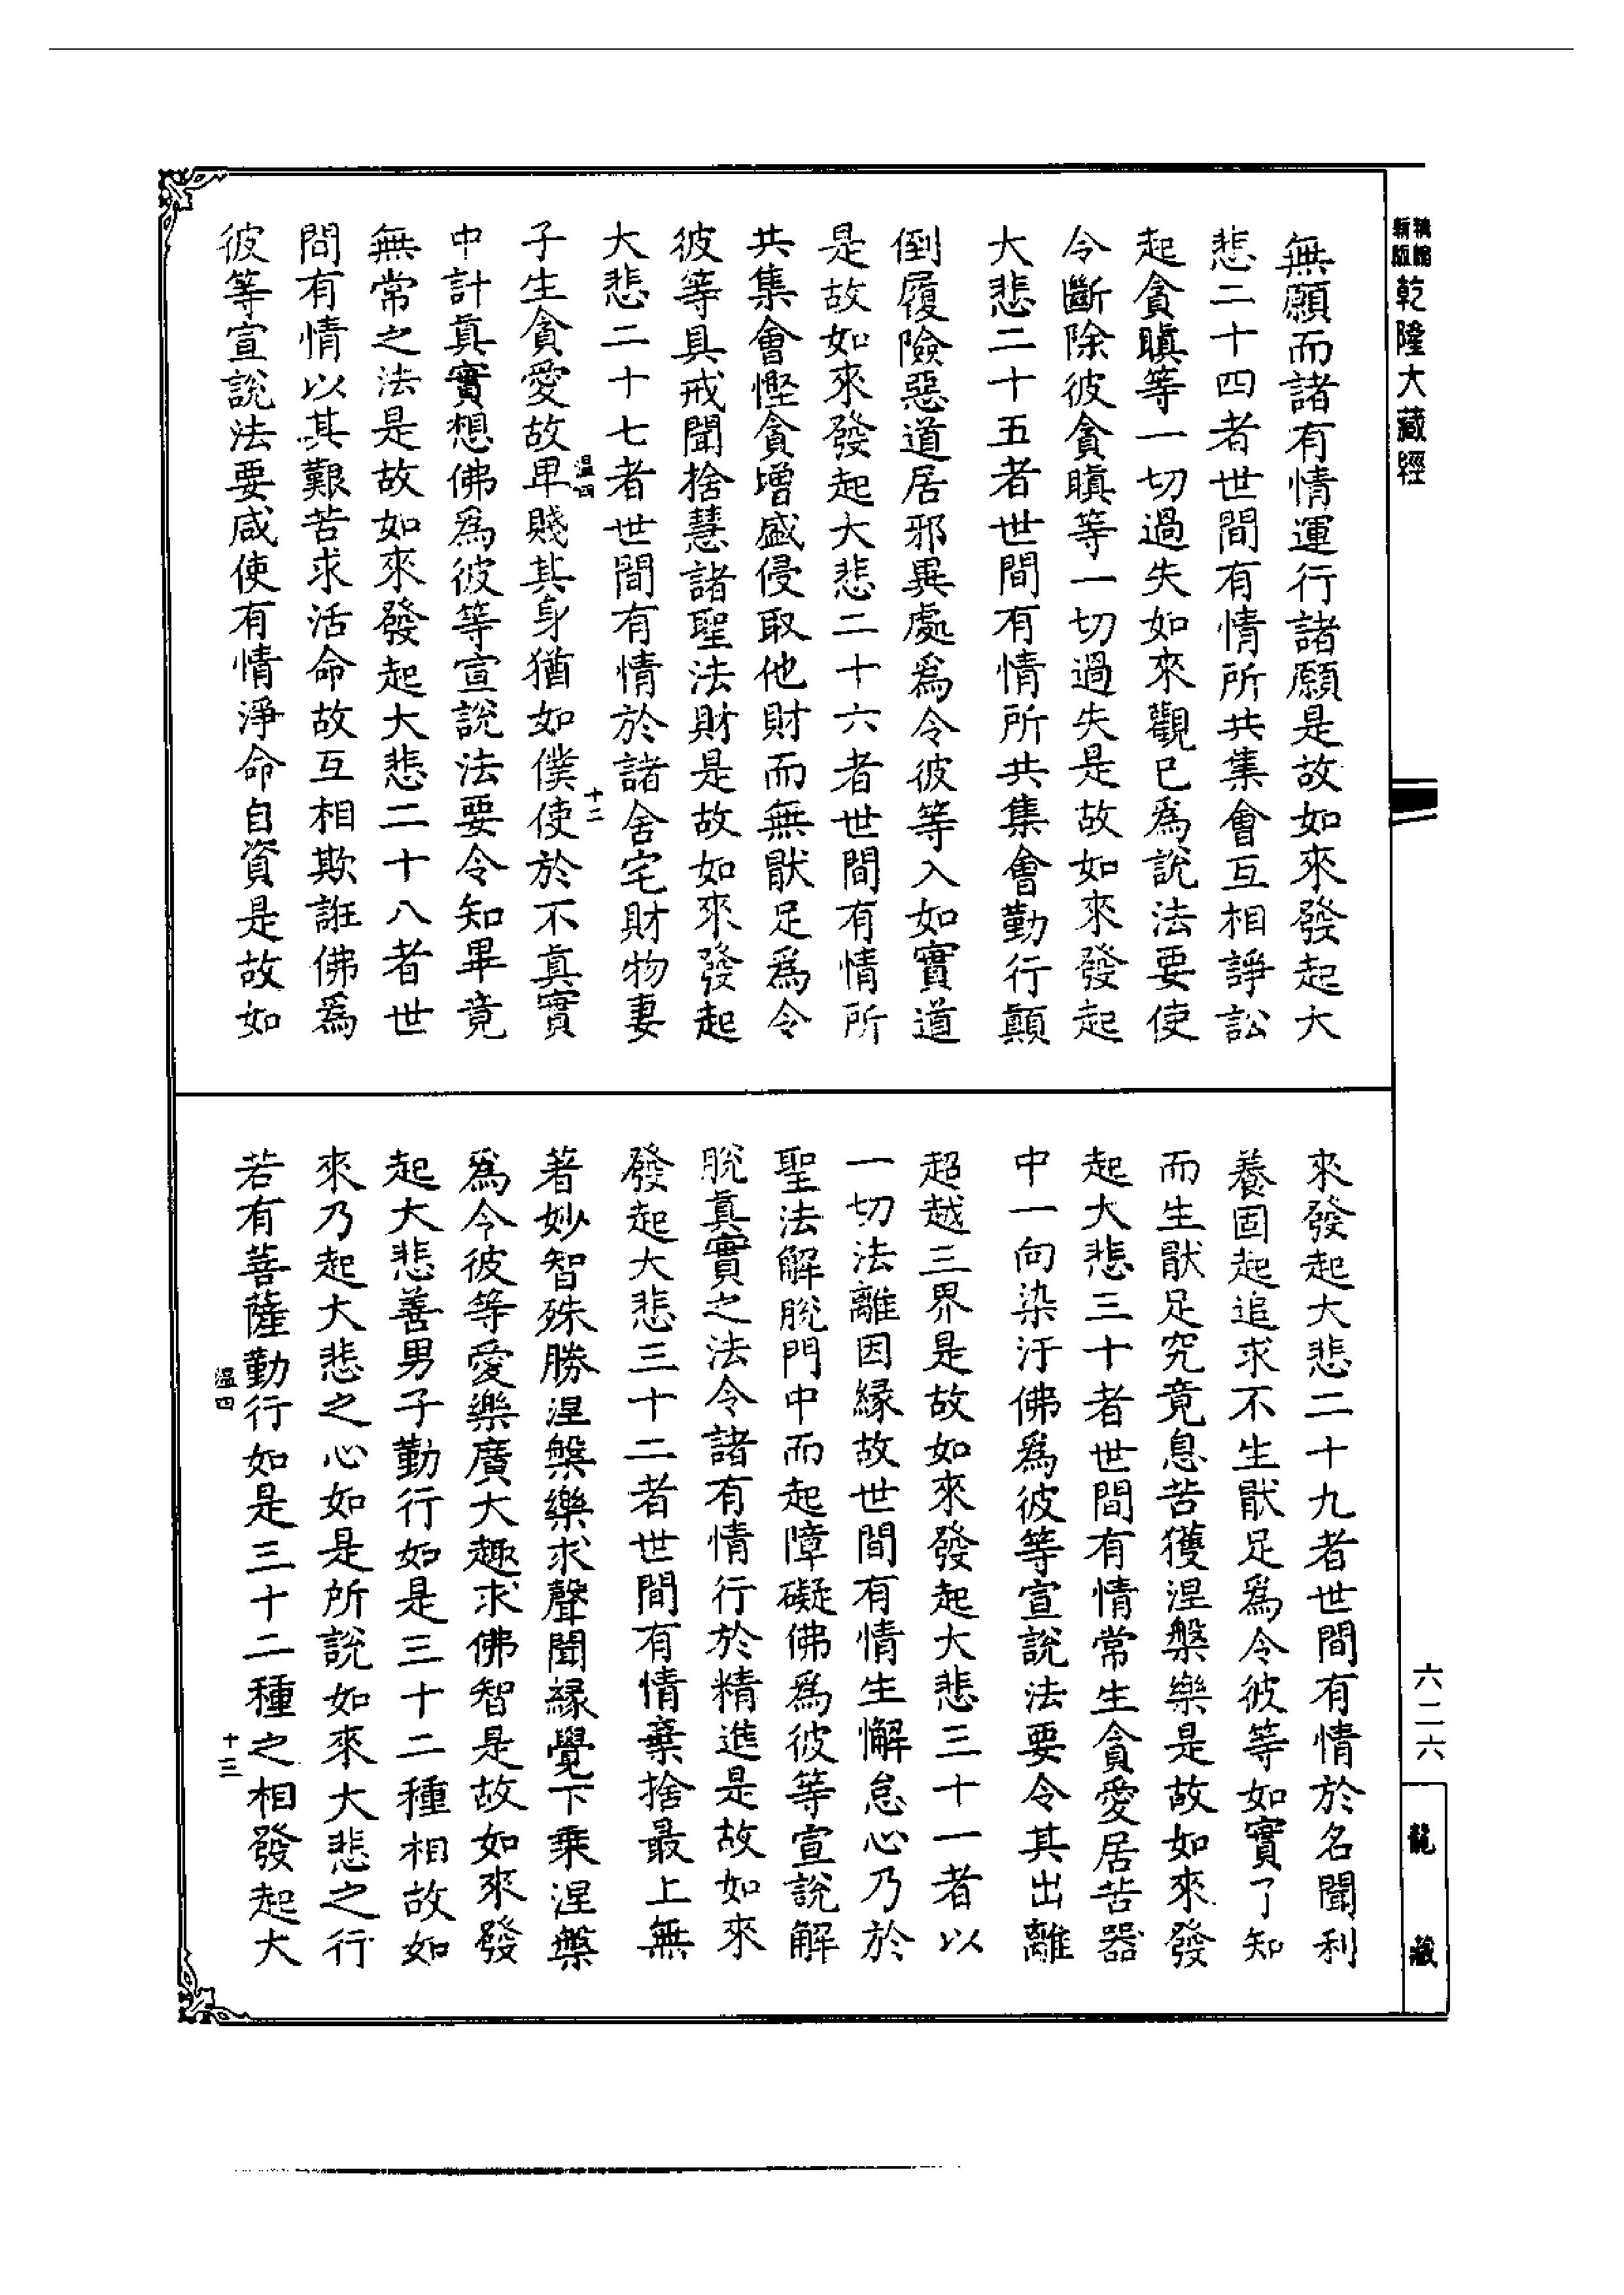 新編縮版
乾隆大藏經
無願而諸有情運行諸願是故如來發起大
悲二十四者世間有情所共集會互相諍訟
起貪瞋等一切過失如來觀已爲說法要使
令斷除彼貪瞋等一切過失是故如來發起
大悲二十五者世間有情所共集會勤行顛
倒履險惡道居邪異處爲令彼等入如實道
是故如來發起大悲二十六者世間有情所
共集會慳貪增盛侵取他財而無猒足爲令
彼等具戒聞捨慧諸聖法財是故如來發起
大悲二十七者世間有情於諸舍宅財物妻
溫四
十二
子生貪愛故卑賤其身猶如僕使於不真實
中計真實想佛爲彼等宣說法要令知畢竟
無常之法是故如來發起大悲二十八者世
間有情以其艱苦求活命故互相欺誑佛爲
彼等宣說法要咸使有情淨命自資是故如
來發起大悲二十九者世間有情於名聞利
養固起追求不生猒足爲令彼等如實了知
而生猒足究竟息苦獲涅槃樂是故如來發
起大悲三十者世間有情常生貪愛居苦器
中一向染汙佛爲彼等宣說法要令其出離
超越三界是故如來發起大悲三十一者以
一切法離因緣故世間有情生懈怠心乃於
聖法解脫門中而起障礙佛爲彼等宣說解
脫真實之法令諸有情行於精進是故如來
發起大悲三十二者世間有情棄捨最上無
著妙智殊勝涅槃樂求聲聞緣覺下乘涅槃
爲令彼等愛樂廣大趣求佛智是故如來發
起大悲善男子勤行如是三十二種相故如
來乃起大悲之心如是所說如來大悲之行
若有菩薩勤行如是三十二種之相發起大
溫四
十三
六二六
龍藏